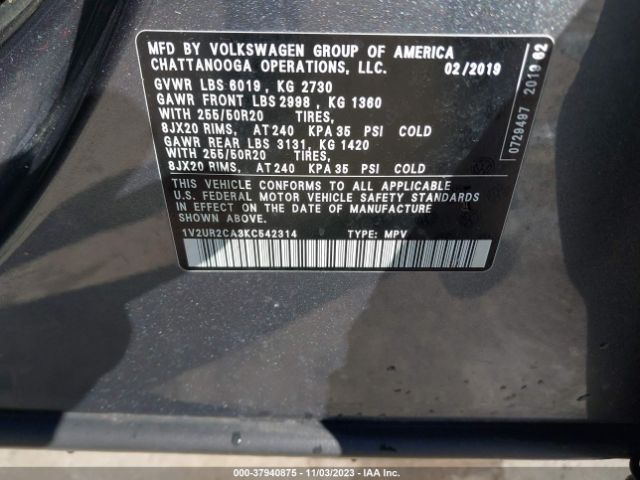 MFD BY VOLKSWAGEN GROUP OF AMERICA
CHATTANOOGA OPERATIONS, LLC. 02/2019
GVWR LBS 6019, KG 2730
GAWR FRONT LBS 2998, KG 1360
WITH 255/50R20 TIRES,
8JX20 RIMS, AT 240 KPA 35 PSI COLD
GAWR REAR LBS 3131, KG 1420
WITH 255/50R20 TIRES,
8JX20 RIMS, AT 240 KPA 35 PSI COLD
THIS VEHICLE CONFORMS TO ALL APPLICABLE
U.S. FEDERAL MOTOR VEHICLE SAFETY STANDARDS
IN EFFECT ON THE DATE OF MANUFACTURE
SHOWN ABOVE.
1V2UR2CA3KC542314 TYPE: MPV
0729497 2019 02
000-37940875 - 11/03/2023 - IAA Inc.